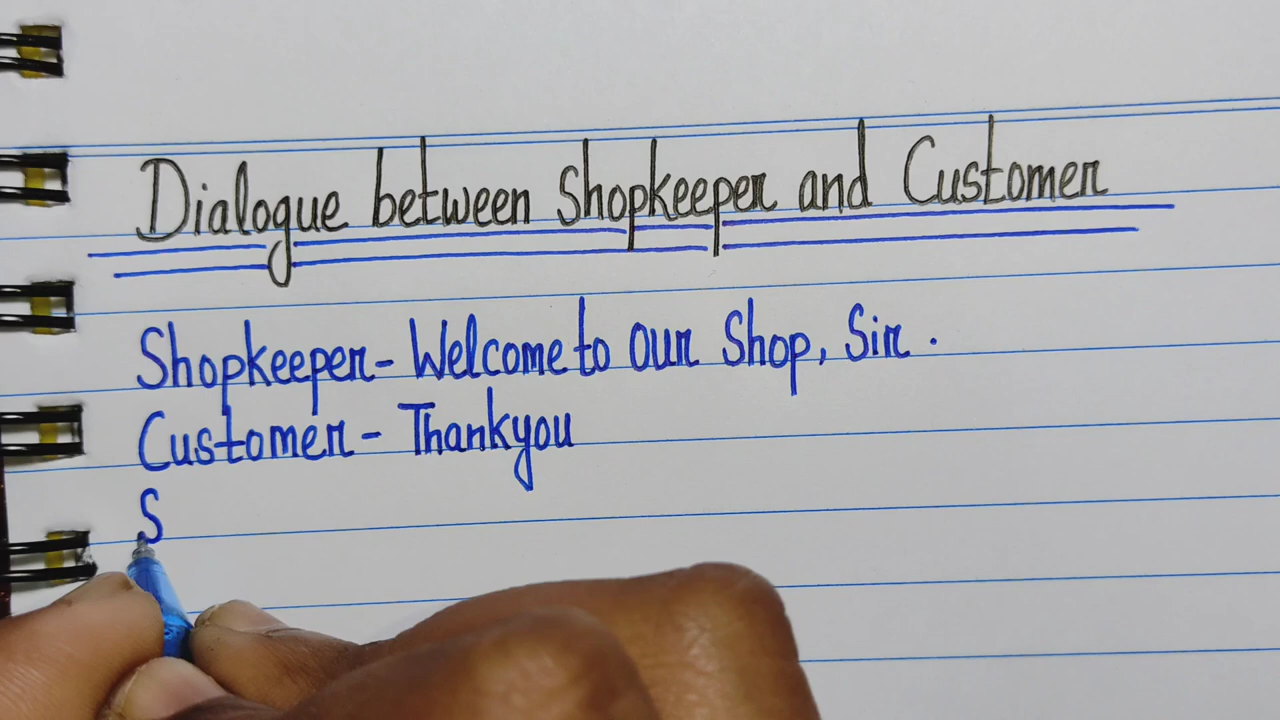 Dialogue between Shopkeeper and Customer
Shopkeeper- Welcome to our Shop, Sir.
Customer - Thankyou
S